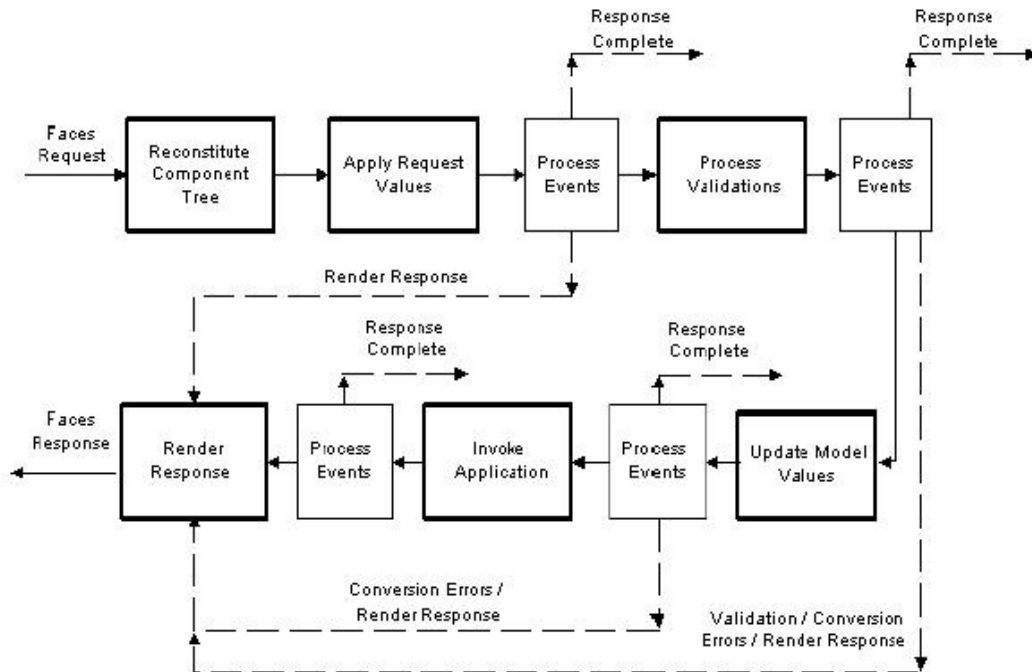 Response
Complete
Response
Complete
Faces
Request
Reconstitute
Component
Tree
Apply Request
Values
Process
Events
Process
Validations
Process
Events
Render Response
Response
Complete
Response
Complete
Faces
Response
Render
Response
Process
Events
Invoke
Application
Process
Events
Update Model
Values
Conversion Errors /
Render Response
Validation / Conversion
Errors / Render Response